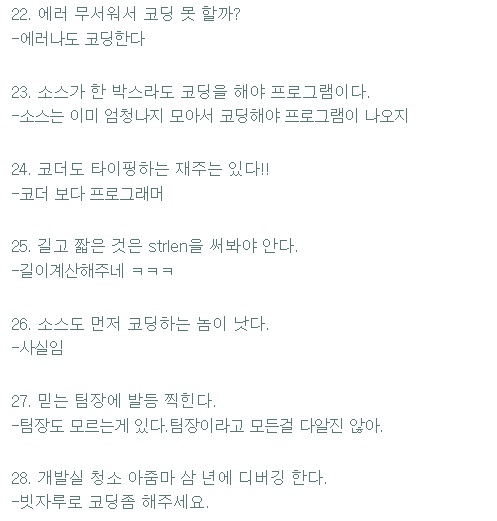 22. 에러 무서워서 코딩 못 할까?
-에러나도 코딩한다
23. 소스가 한 박스라도 코딩을 해야 프로그램이다.
-소스는 이미 엄청나지 모아서 코딩해야 프로그램이 나오지
24. 코더도 타이핑하는 재주는 있다!!
-코더 보다 프로그래머
25. 길고 짧은 것은 strlen을 써봐야 안다.
-길이계산해주네 ㅋㅋㅋ
26. 소스도 먼저 코딩하는 놈이 낫다.
-사실임
27. 믿는 팀장에 발등 찍힌다.
-팀장도 모르는게 있다.팀장이라고 모든걸 다알진 않아.
28. 개발실 청소 아줌마 삼 년에 디버깅 한다.
-빗자루로 코딩좀 해주세요.